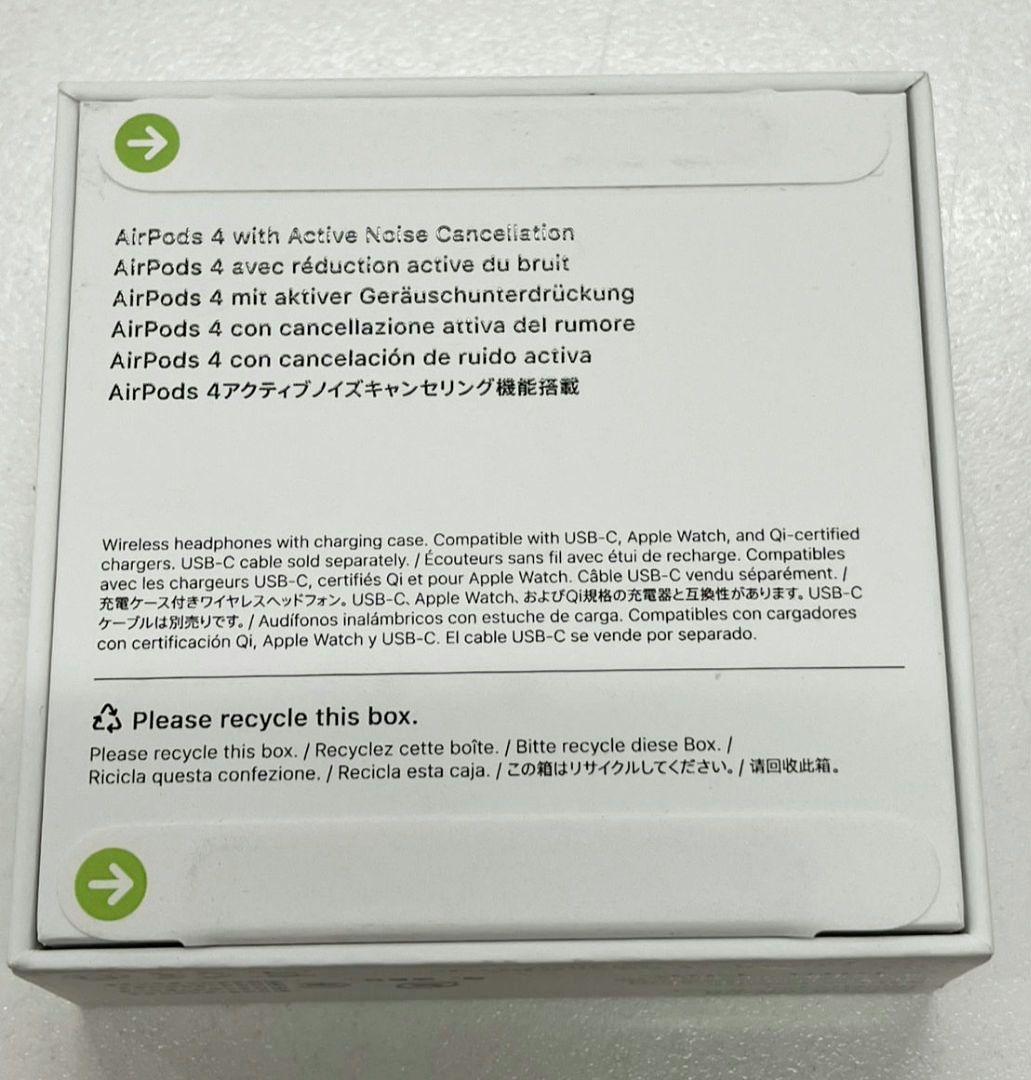 AirPods 4 with Active Noise Cancellation
AirPods 4 avec réduction active du bruit
AirPods 4 mit aktiver Geräuschunterdrückung
AirPods 4 con cancellazione attiva del rumore
AirPods 4 con cancelación de ruido activa
AirPods 4アクティブノイズキャンセリング機能搭載
Wireless headphones with charging case. Compatible with USB-C, Apple Watch, and Qi-certified
chargers. USB-C cable sold separately. / Écouteurs sans fil avec étui de recharge. Compatibles
avec les chargeurs USB-C, certifiés Qi et pour Apple Watch. Câble USB-C vendu séparément. /
充電ケース付きワイヤレスヘッドフォン。USB-C、Apple Watch、およびQi規格の充電器と互換性があります。USB-C
ケーブルは別売りです。/ Audífonos inalámbricos con estuche de carga. Compatibles con cargadores
con certificación Qi, Apple Watch y USB-C. El cable USB-C se vende por separado.
Please recycle this box.
Please recycle this box. / Recyclez cette boîte. / Bitte recycle diese Box. /
Ricicla questa confezione. / Recicla esta caja. / この箱はリサイクルしてください。/ 请回收此箱。